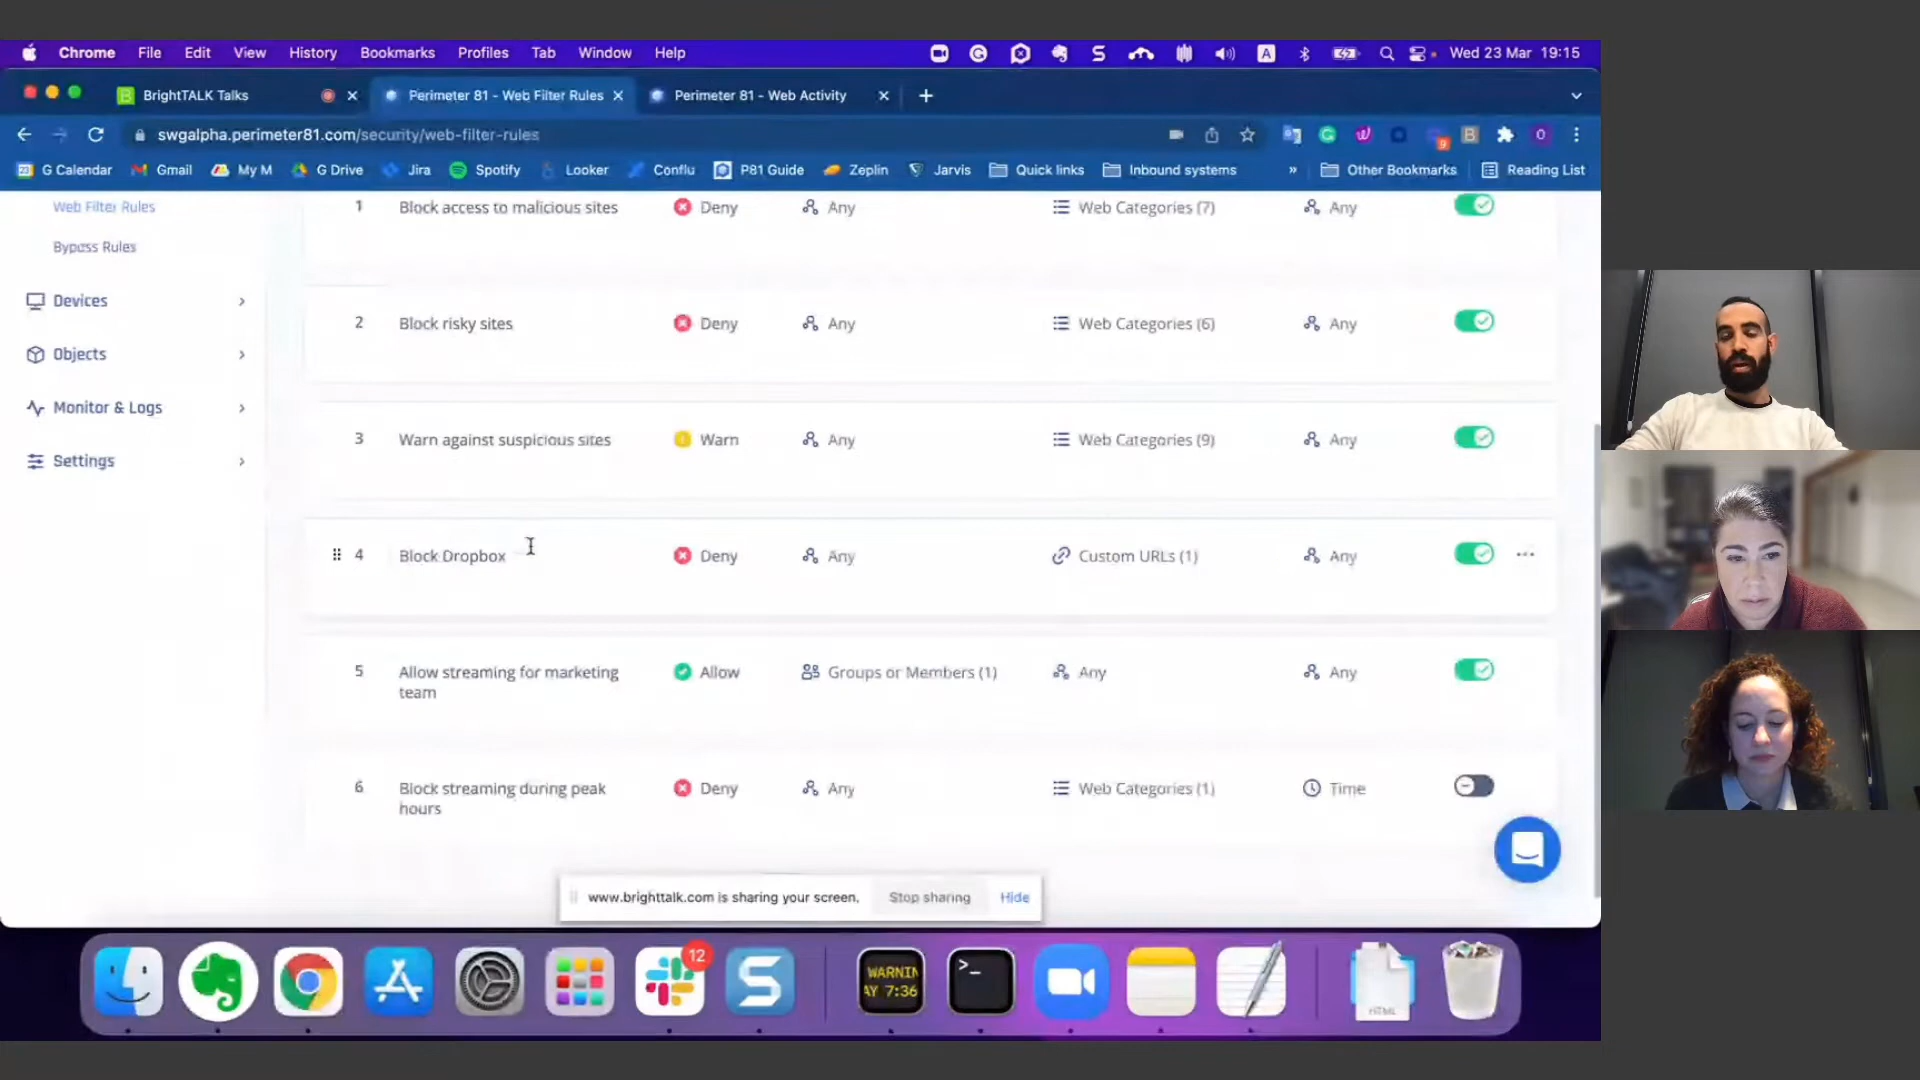 Chrome File Edit View History Bookmarks Profiles Tab Window Help A Wed 23 Mar 19:15
BrightTALK Talks Perimeter 81 - Web Filter Rules Perimeter 81 - Web Activity
swgalpha.perimeter81.com/security/web-filter-rules
G Calendar Gmail My M G Drive Jira Spotify Looker Conflu P81 Guide Zeplin Jarvis Quick links Inbound systems » Other Bookmarks Reading List
Web Filter Rules
Bypass Rules
Devices
Objects
Monitor & Logs
Settings
1 Block access to malicious sites Deny Any Web Categories (7) Any
2 Block risky sites Deny Any Web Categories (6) Any
3 Warn against suspicious sites Warn Any Web Categories (9) Any
4 Block Dropbox Deny Any Custom URLs (1) Any
5 Allow streaming for marketing team Allow Groups or Members (1) Any Any
6 Block streaming during peak hours Deny Any Web Categories (1) Time
www.brighttalk.com is sharing your screen. Stop sharing Hide
12
WARNIN
AY 7:36
HTML